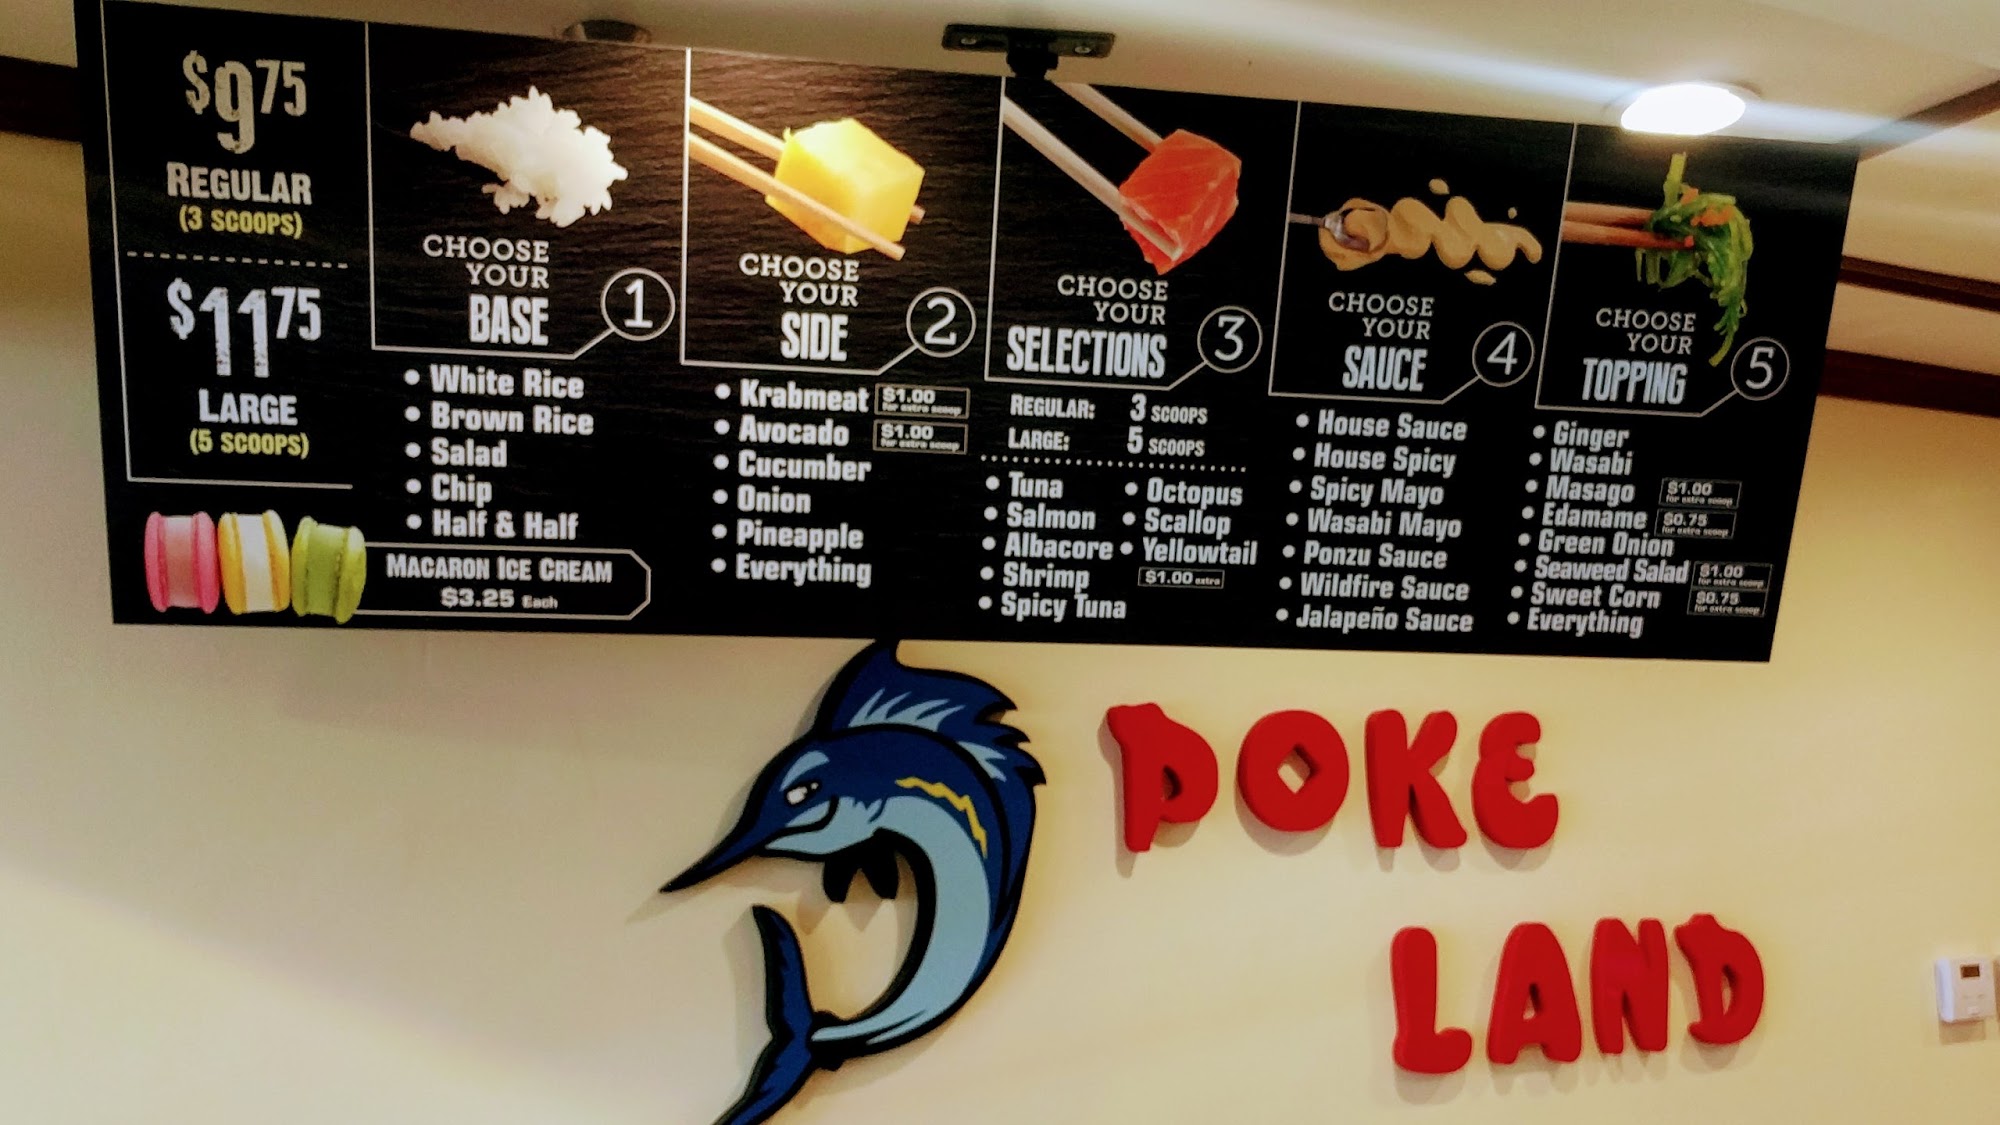 $9.75
REGULAR
(3 SCOOPS)
$11.75
LARGE
(5 SCOOPS)
CHOOSE
YOUR
BASE
1
• White Rice
• Brown Rice
• Salad
• Chip
• Half & Half
MACARON ICE CREAM
$3.25 Each
CHOOSE
YOUR
SIDE
2
• Krabmeat $1.00 for extra scoop
• Avocado $1.00 for extra scoop
• Cucumber
• Onion
• Pineapple
• Everything
CHOOSE
YOUR
SELECTIONS
3
REGULAR: 3 SCOOPS
LARGE: 5 SCOOPS
• Tuna
• Salmon
• Albacore
• Shrimp
• Spicy Tuna
• Octopus
• Scallop
• Yellowtail
$1.00 extra
CHOOSE
YOUR
SAUCE
4
• House Sauce
• House Spicy
• Spicy Mayo
• Wasabi Mayo
• Ponzu Sauce
• Wildfire Sauce
• Jalapeño Sauce
CHOOSE
YOUR
TOPPING
5
• Ginger
• Wasabi
• Masago $1.00 for extra scoop
• Edamame $0.75 for extra scoop
• Green Onion
• Seaweed Salad $1.00 for extra scoop
• Sweet Corn $0.75 for extra scoop
• Everything
POKE
LAND